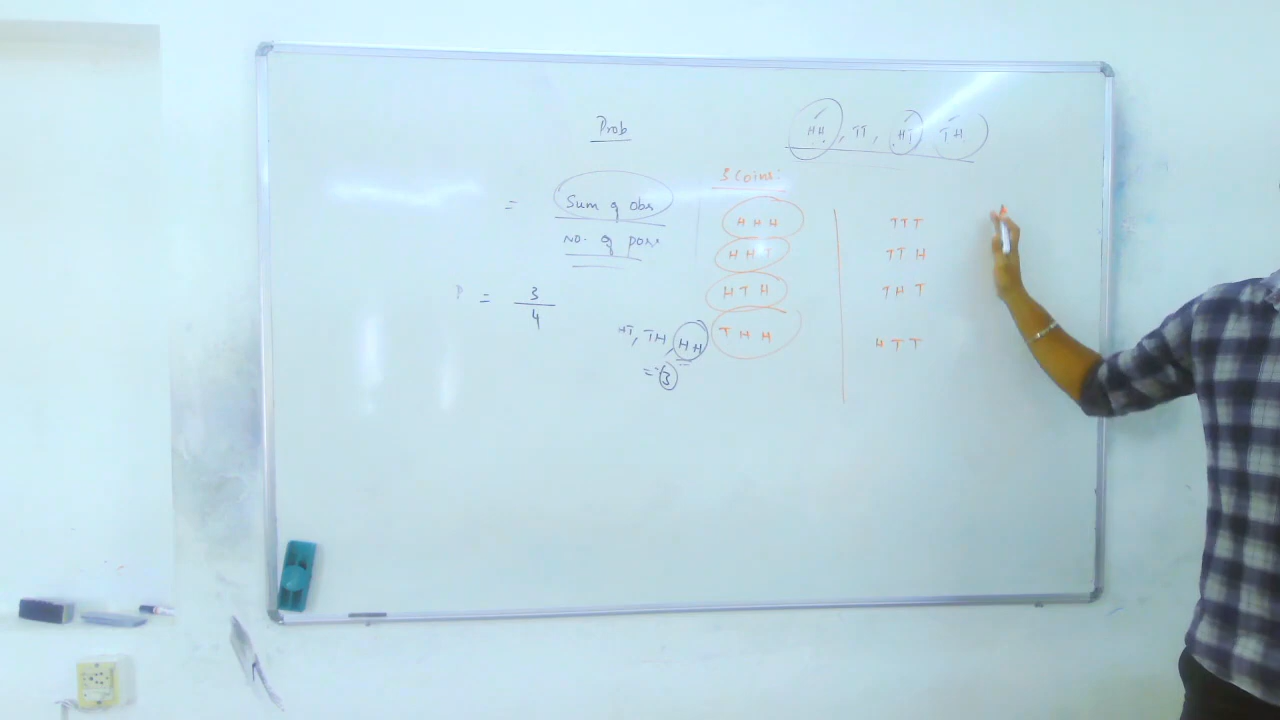 Prob
HH, TT, HT, TH
= Sum of obs
No. of poss
P = 3
4
HT, TH, HH
= 3
3 Coins:
HHH
HHT
HTH
THH
TTT
TTH
THT
HTT